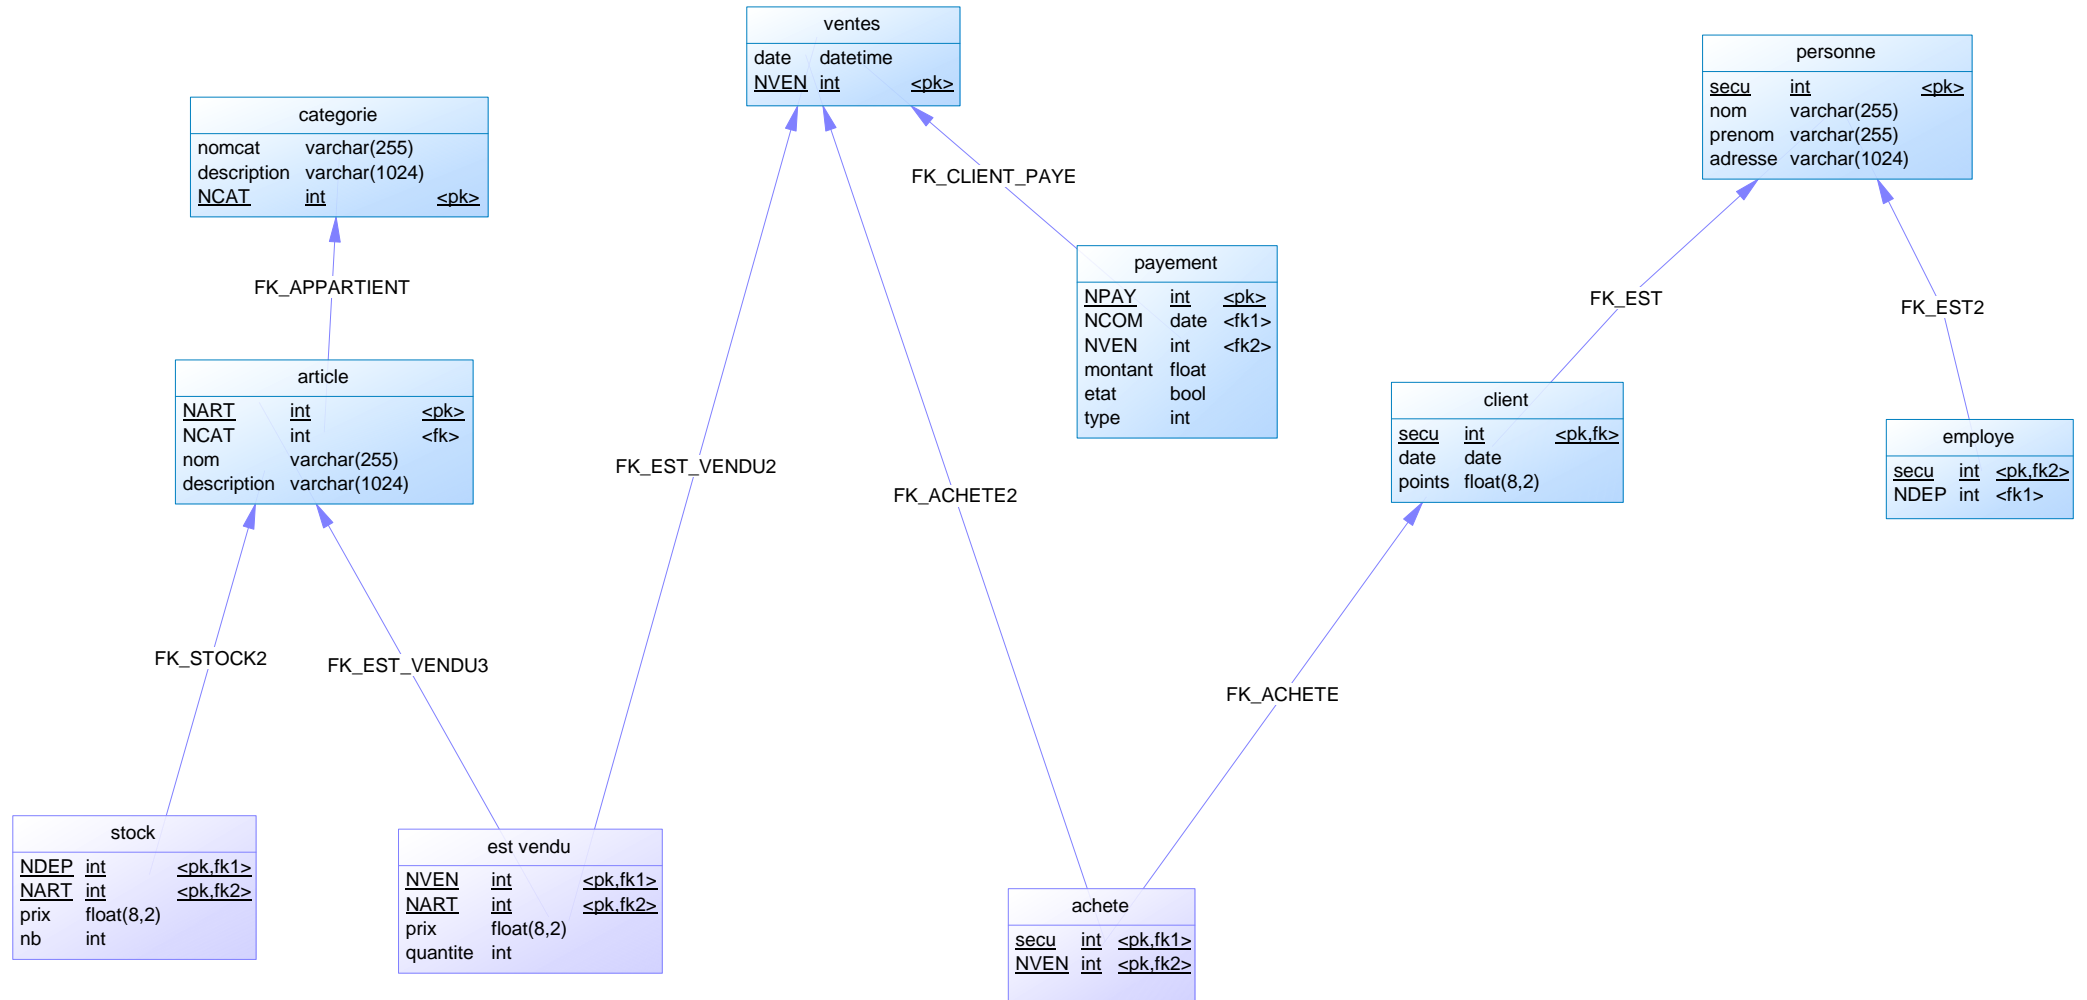 ventes
date datetime
NVEN int <pk>
personne
secu int <pk>
nom varchar(255)
prenom varchar(255)
adresse varchar(1024)
categorie
nomcat varchar(255)
description varchar(1024)
NCAT int <pk>
FK_CLIENT_PAYE
payement
NPAY int <pk>
NCOM date <fk1>
NVEN int <fk2>
montant float
etat bool
type int
FK_APPARTIENT
FK_EST
FK_EST2
article
NART int <pk>
NCAT int <fk>
nom varchar(255)
description varchar(1024)
client
secu int <pk,fk>
date date
points float(8,2)
employe
secu int <pk,fk2>
NDEP int <fk1>
FK_EST_VENDU2
FK_ACHETE2
FK_STOCK2
FK_EST_VENDU3
FK_ACHETE
stock
NDEP int <pk,fk1>
NART int <pk,fk2>
prix float(8,2)
nb int
est vendu
NVEN int <pk,fk1>
NART int <pk,fk2>
prix float(8,2)
quantite int
achete
secu int <pk,fk1>
NVEN int <pk,fk2>